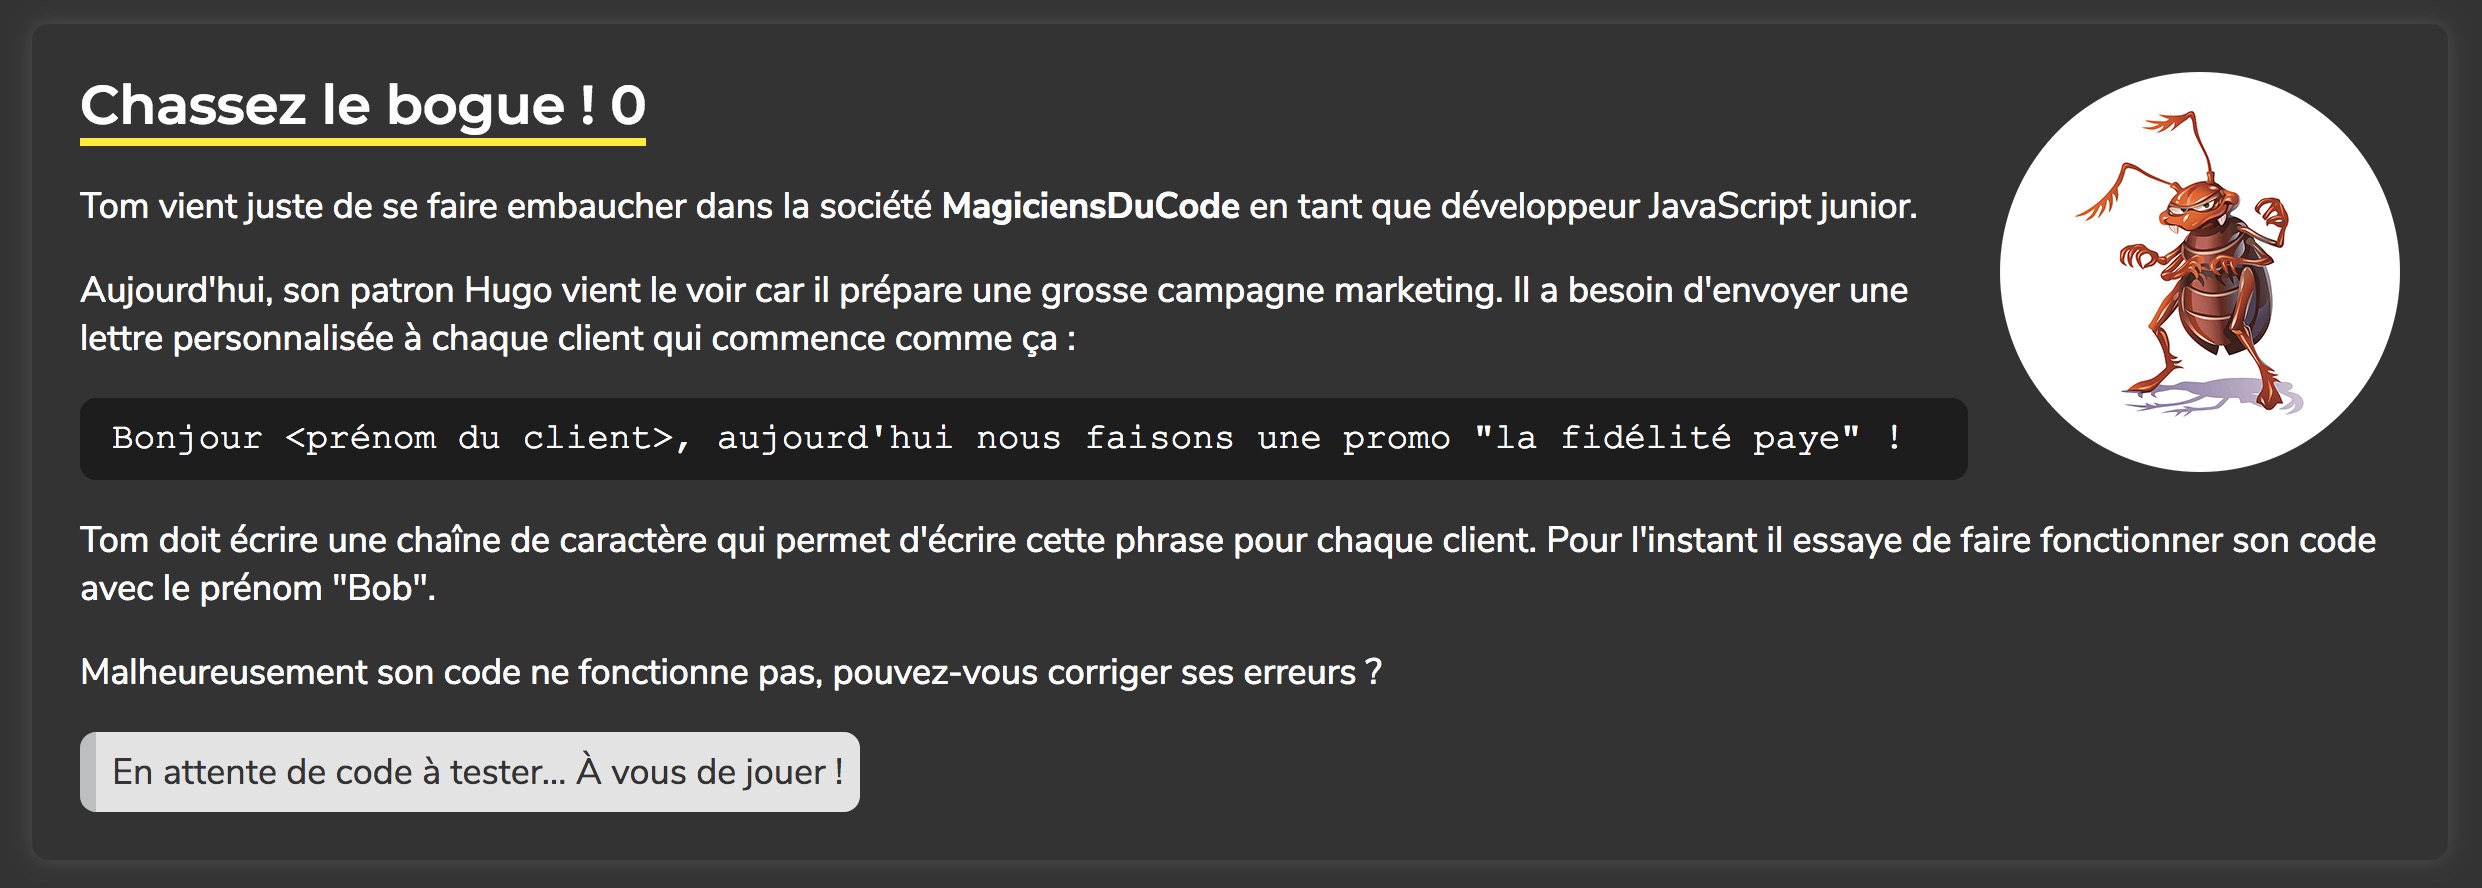 Chassez le bogue ! 0
Tom vient juste de se faire embaucher dans la société MagiciensDuCode en tant que développeur JavaScript junior.
Aujourd'hui, son patron Hugo vient le voir car il prépare une grosse campagne marketing. Il a besoin d'envoyer une
lettre personnalisée à chaque client qui commence comme ça :
Bonjour <prénom du client>, aujourd'hui nous faisons une promo "la fidélité paye" !
Tom doit écrire une chaîne de caractère qui permet d'écrire cette phrase pour chaque client. Pour l'instant il essaye de faire fonctionner son code
avec le prénom "Bob".
Malheureusement son code ne fonctionne pas, pouvez-vous corriger ses erreurs ?
En attente de code à tester... À vous de jouer !